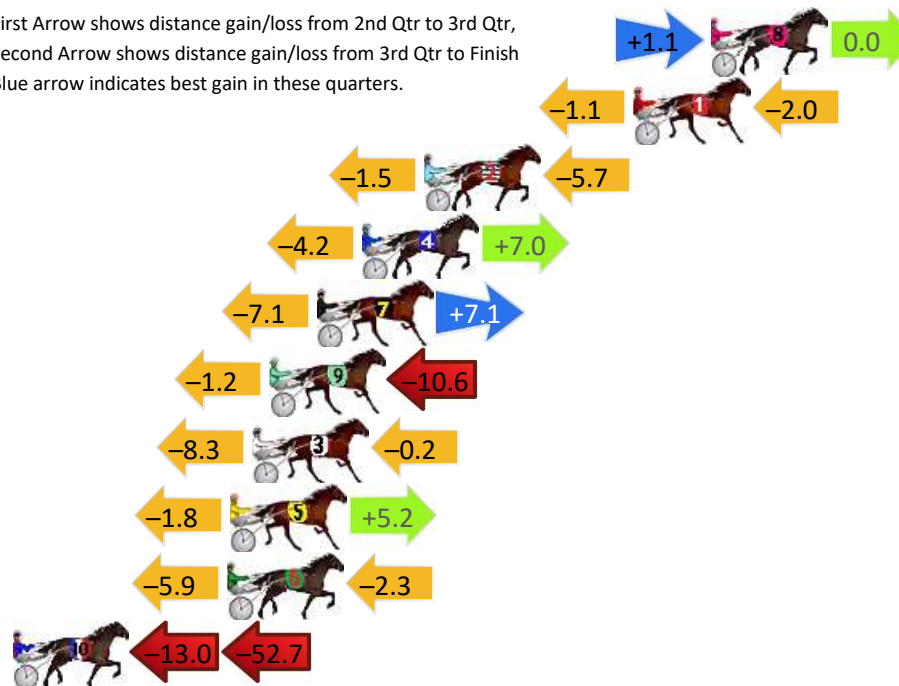 irst Arrow shows distance gain/loss from 2nd Qtr to 3rd Qtr,
econd Arrow shows distance gain/loss from 3rd Qtr to Finish
lue arrow indicates best gain in these quarters.
+1.1 8 0.0
–1.1 1 –2.0
–1.5 2 –5.7
–4.2 4 +7.0
–7.1 7 +7.1
–1.2 9 –10.6
–8.3 3 –0.2
–1.8 5 +5.2
–5.9 6 –2.3
10 –13.0 –52.7